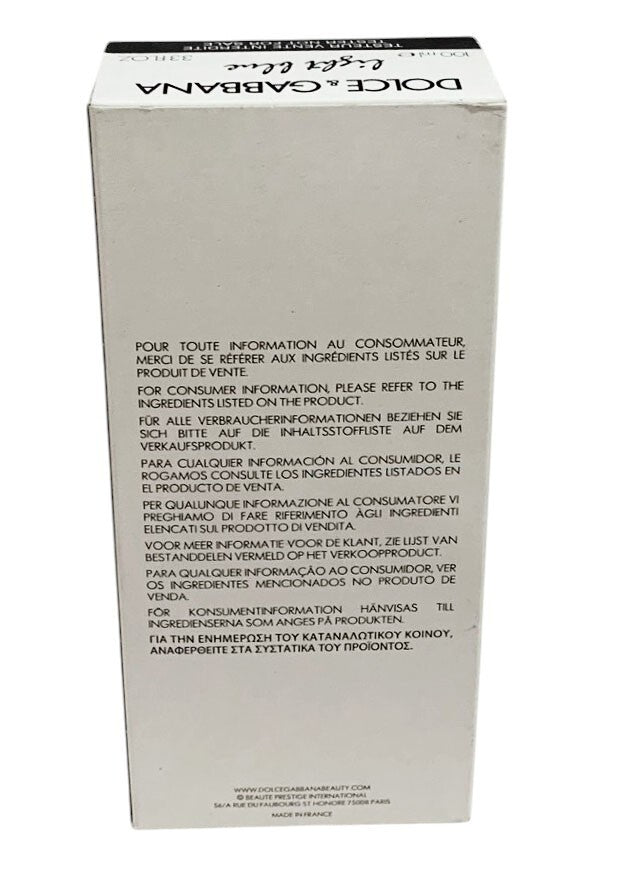 TESTEUR VENTE INTERDITE
TESTER NOT FOR SALE
100 ml ℮
3.3 FL.OZ
light blue
DOLCE & GABBANA
POUR TOUTE INFORMATION AU CONSOMMATEUR,
MERCI DE SE RÉFÉRER AUX INGRÉDIENTS LISTÉS SUR LE
PRODUIT DE VENTE.
FOR CONSUMER INFORMATION, PLEASE REFER TO THE
INGREDIENTS LISTED ON THE PRODUCT.
FÜR ALLE VERBRAUCHERINFORMATIONEN BEZIEHEN SIE
SICH BITTE AUF DIE INHALTSSTOFFLISTE AUF DEM
VERKAUFSPRODUKT.
PARA CUALQUIER INFORMACIÓN AL CONSUMIDOR, LE
ROGAMOS CONSULTE LOS INGREDIENTES LISTADOS EN
EL PRODUCTO DE VENTA.
PER QUALUNQUE INFORMAZIONE AL CONSUMATORE VI
PREGHIAMO DI FARE RIFERIMENTO ÀGLI INGREDIENTI
ELENCATI SUL PRODOTTO DI VENDITA.
VOOR MEER INFORMATIE VOOR DE KLANT, ZIE LIJST VAN
BESTANDDELEN VERMELD OP HET VERKOOPPRODUCT.
PARA QUALQUER INFORMAÇÃO AO CONSUMIDOR, VER
OS INGREDIENTES MENCIONADOS NO PRODUTO DE
VENDA.
FÖR KONSUMENTINFORMATION HÄNVISAS TILL
INGREDIENSERNA SOM ANGES PÅ PRODUKTEN.
ΓΙΑ ΤΗΝ ΕΝΗΜΕΡΩΣΗ ΤΟΥ ΚΑΤΑΝΑΛΩΤΙΚΟΥ ΚΟΙΝΟΥ,
ΑΝΑΦΕΡΘΕΙΤΕ ΣΤΑ ΣΥΣΤΑΤΙΚΑ ΤΟΥ ΠΡΟΪΟΝΤΟΣ.
WWW.DOLCEGABBANABEAUTY.COM
© BEAUTE PRESTIGE INTERNATIONAL
56/A RUE DU FAUBOURG ST HONORE 75008 PARIS
MADE IN FRANCE